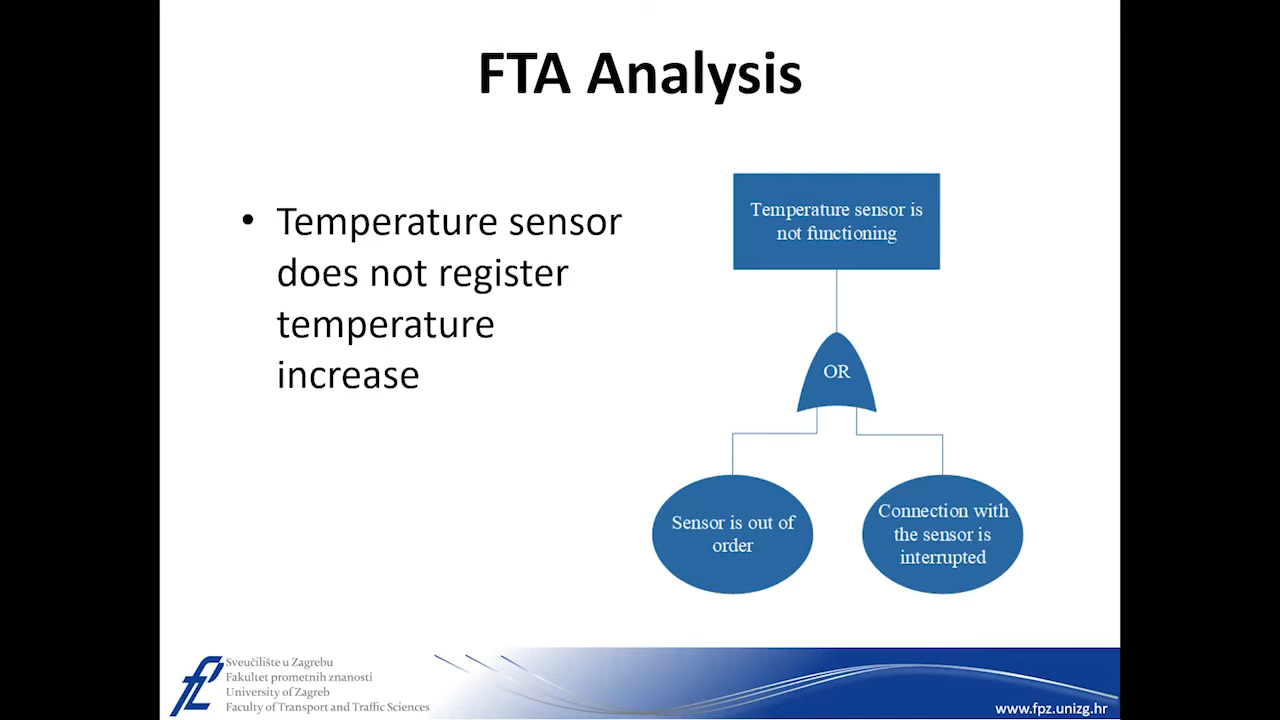 FTA Analysis
• Temperature sensor
does not register
temperature
increase
Temperature sensor is
not functioning
OR
Sensor is out of
order
Connection with
the sensor is
interrupted
Sveučilište u Zagrebu
Fakultet prometnih znanosti
University of Zagreb
Faculty of Transport and Traffic Sciences
www.fpz.unizg.hr